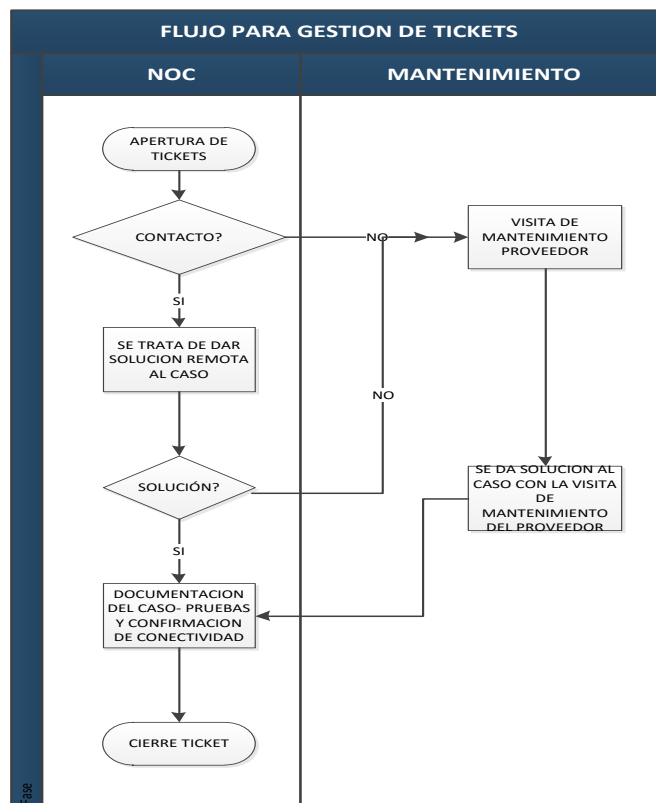 FLUJO PARA GESTION DE TICKETS
NOC
MANTENIMIENTO
APERTURA DE
TICKETS
CONTACTO?
NO
VISITA DE
MANTENIMIENTO
PROVEEDOR
SI
SE TRATA DE DAR
SOLUCION REMOTA
AL CASO
NO
SOLUCIÓN?
SE DA SOLUCION AL
CASO CON LA VISITA
DE
MANTENIMIENTO
DEL PROVEEDOR
SI
DOCUMENTACION
DEL CASO- PRUEBAS
Y CONFIRMACION
DE CONECTIVIDAD
CIERRE TICKET
Fase